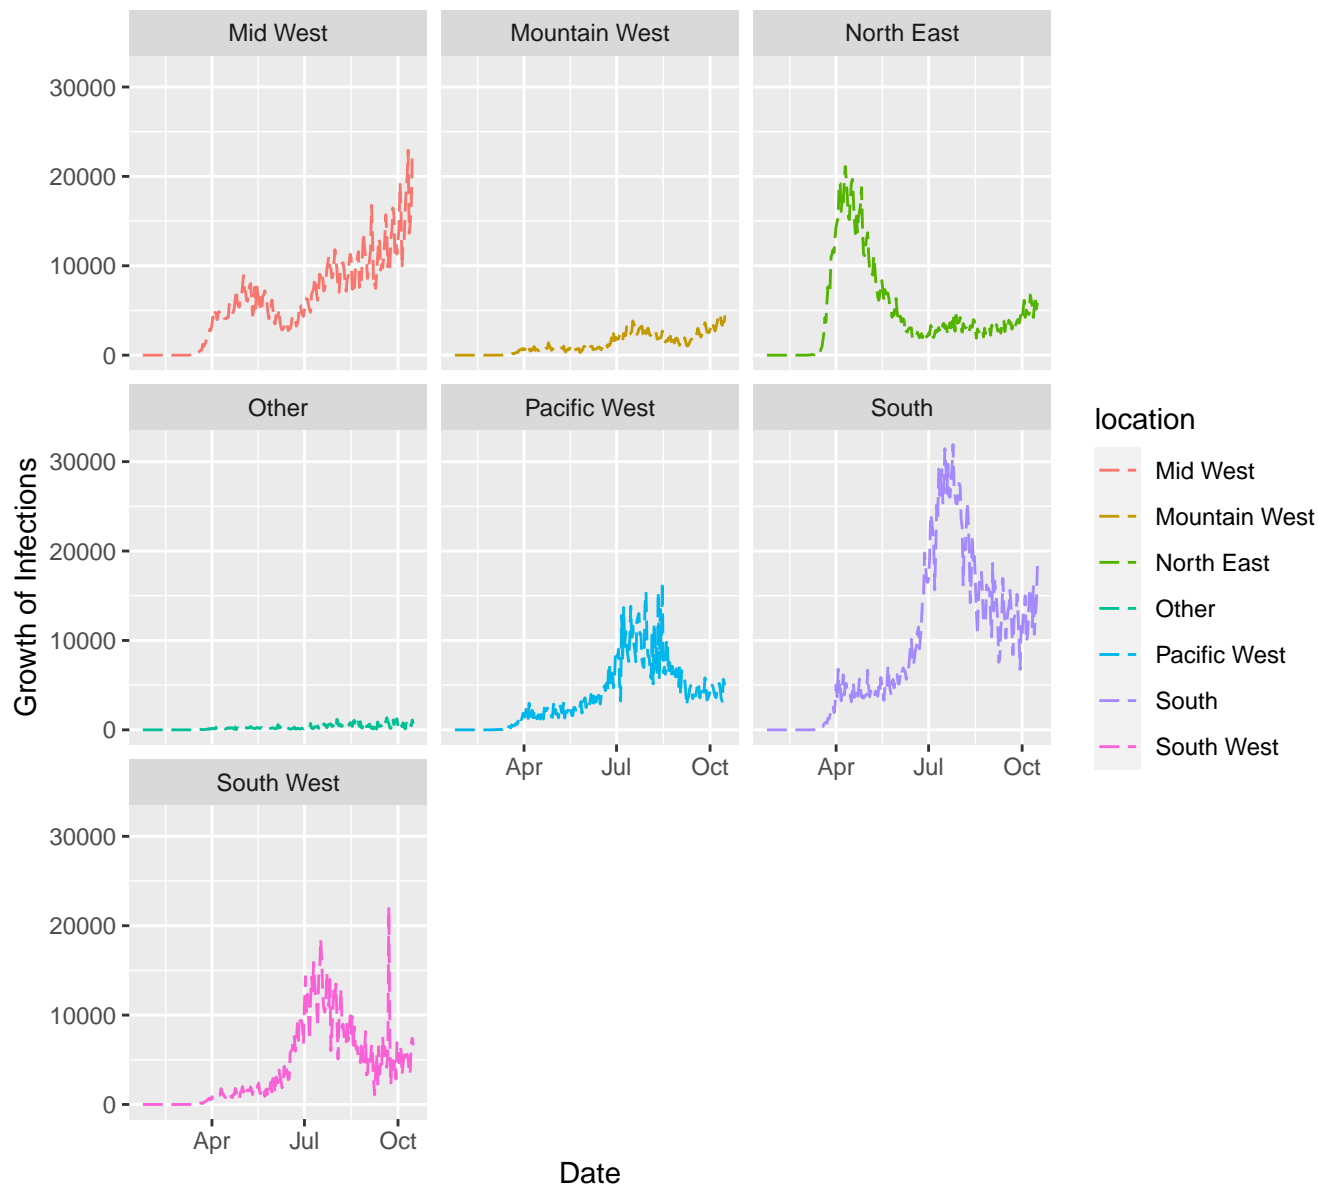 Mid West
Mountain West
North East
30000
20000
10000
0
Other
Pacific West
South
30000
20000
10000
0
Apr
Jul
Oct
Apr
Jul
Oct
South West
30000
20000
10000
0
Apr
Jul
Oct
Growth of Infections
Date
location
Mid West
Mountain West
North East
Other
Pacific West
South
South West